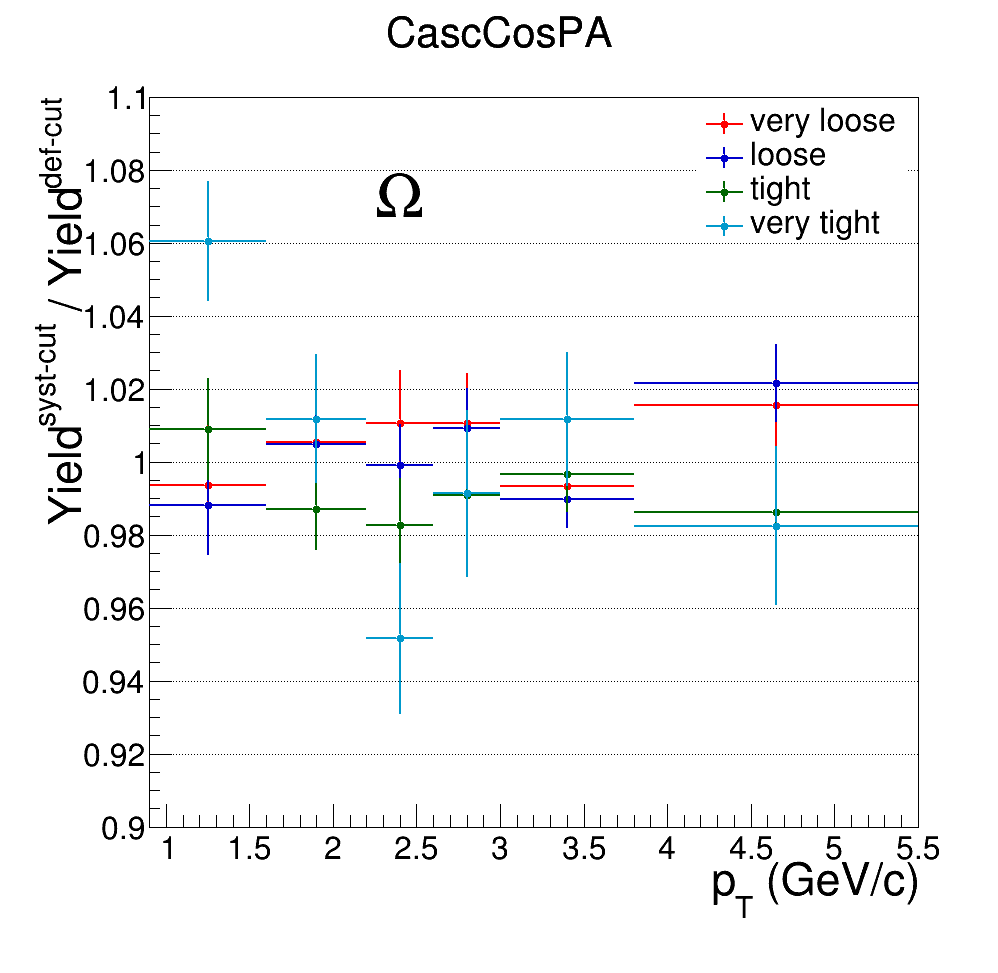 CascCosPA
Yield^syst-cut / Yield^def-cut
1.1
1.08
1.06
1.04
1.02
1
0.98
0.96
0.94
0.92
0.9
Ω
very loose
loose
tight
very tight
1 1.5 2 2.5 3 3.5 4 4.5 5 5.5
p_T (GeV/c)